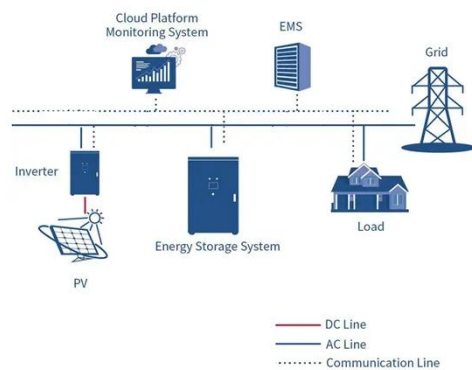 Cloud Platform
Monitoring System
EMS
Grid
Inverter
Energy Storage System
Load
PV
DC Line
AC Line
Communication Line